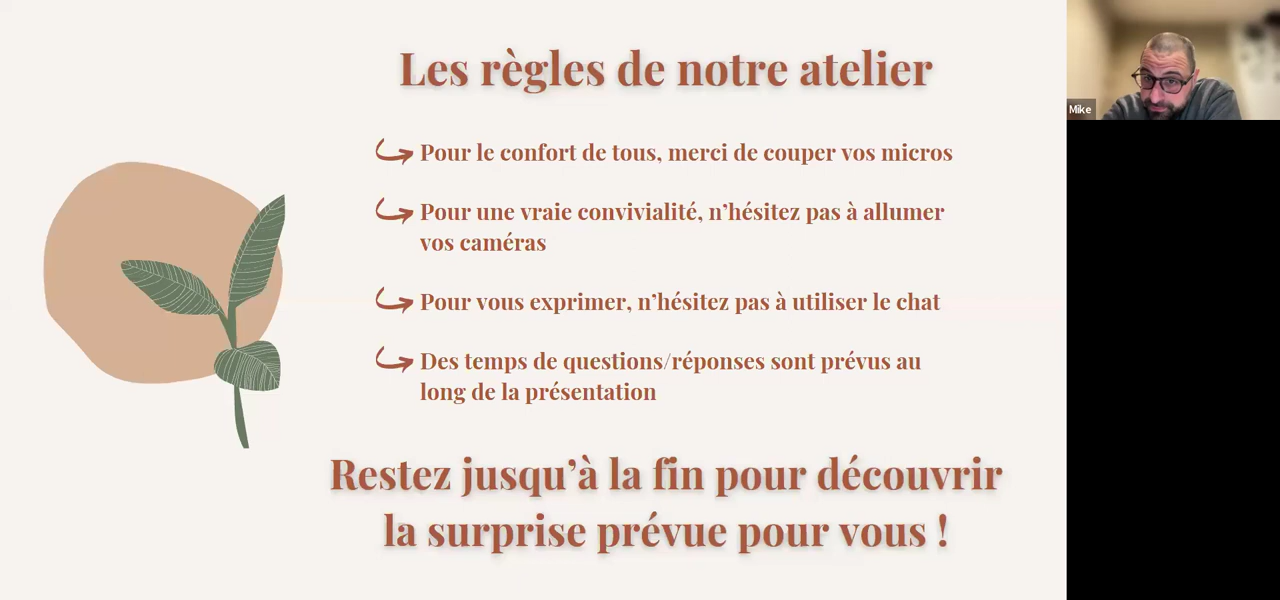 Les règles de notre atelier
Pour le confort de tous, merci de couper vos micros
Pour une vraie convivialité, n’hésitez pas à allumer
vos caméras
Pour vous exprimer, n’hésitez pas à utiliser le chat
Des temps de questions/réponses sont prévus au
long de la présentation
Restez jusqu’à la fin pour découvrir
la surprise prévue pour vous !
Mike